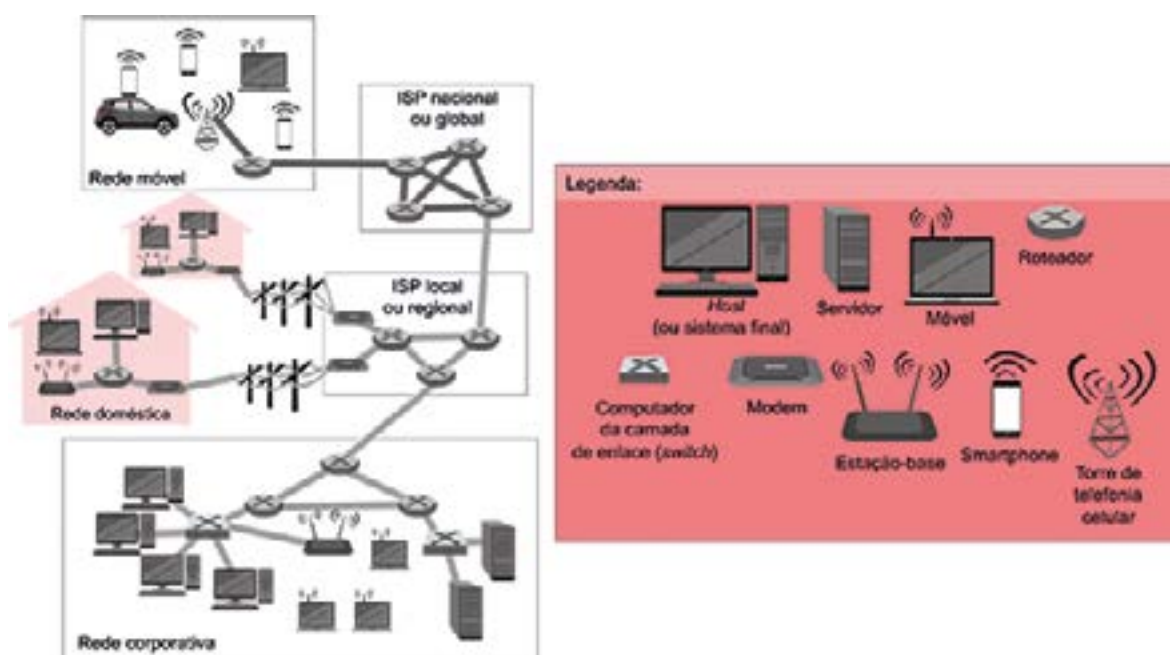 ISP nacional
ou global
Rede móvel
ISP local
ou regional
Rede doméstica
Rede corporativa
Legenda:
Host
(ou sistema final)
Servidor
Móvel
Roteador
Computador
da camada
de enlace (switch)
Modem
Estação-base
Smartphone
Torre de
telefonia
celular